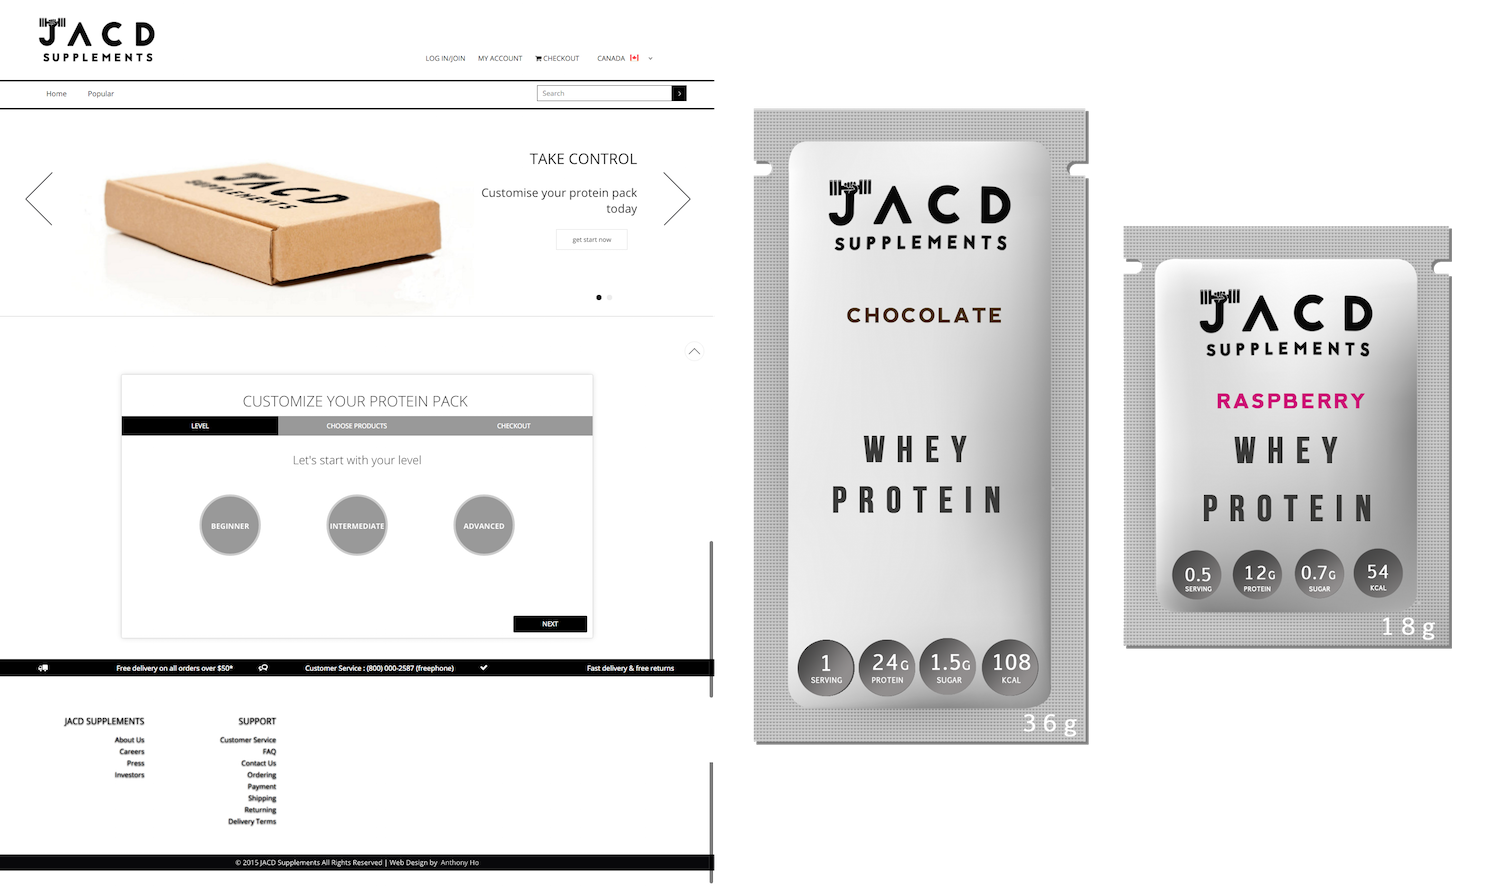 JACD
SUPPLEMENTS
LOG IN/JOIN MY ACCOUNT CHECKOUT CANADA
Home Popular
Search
JACD
SUPPLEMENTS
TAKE CONTROL
Customise your protein pack
today
get start now
CUSTOMIZE YOUR PROTEIN PACK
LEVEL CHOOSE PRODUCTS CHECKOUT
Let's start with your level
BEGINNER INTERMEDIATE ADVANCED
NEXT
Free delivery on all orders over $50* Customer Service : (800) 000-2587 (freephone) Fast delivery & free returns
JACD SUPPLEMENTS
About Us
Careers
Press
Investors
SUPPORT
Customer Service
FAQ
Contact Us
Ordering
Payment
Shipping
Returning
Delivery Terms
© 2015 JACD Supplements All Rights Reserved | Web Design by Anthony Ho
JACD
SUPPLEMENTS
CHOCOLATE
WHEY
PROTEIN
1 24G 1.5G 108
SERVING PROTEIN SUGAR KCAL
36g
JACD
SUPPLEMENTS
RASPBERRY
WHEY
PROTEIN
0.5 12G 0.7G 54
SERVING PROTEIN SUGAR KCAL
18g